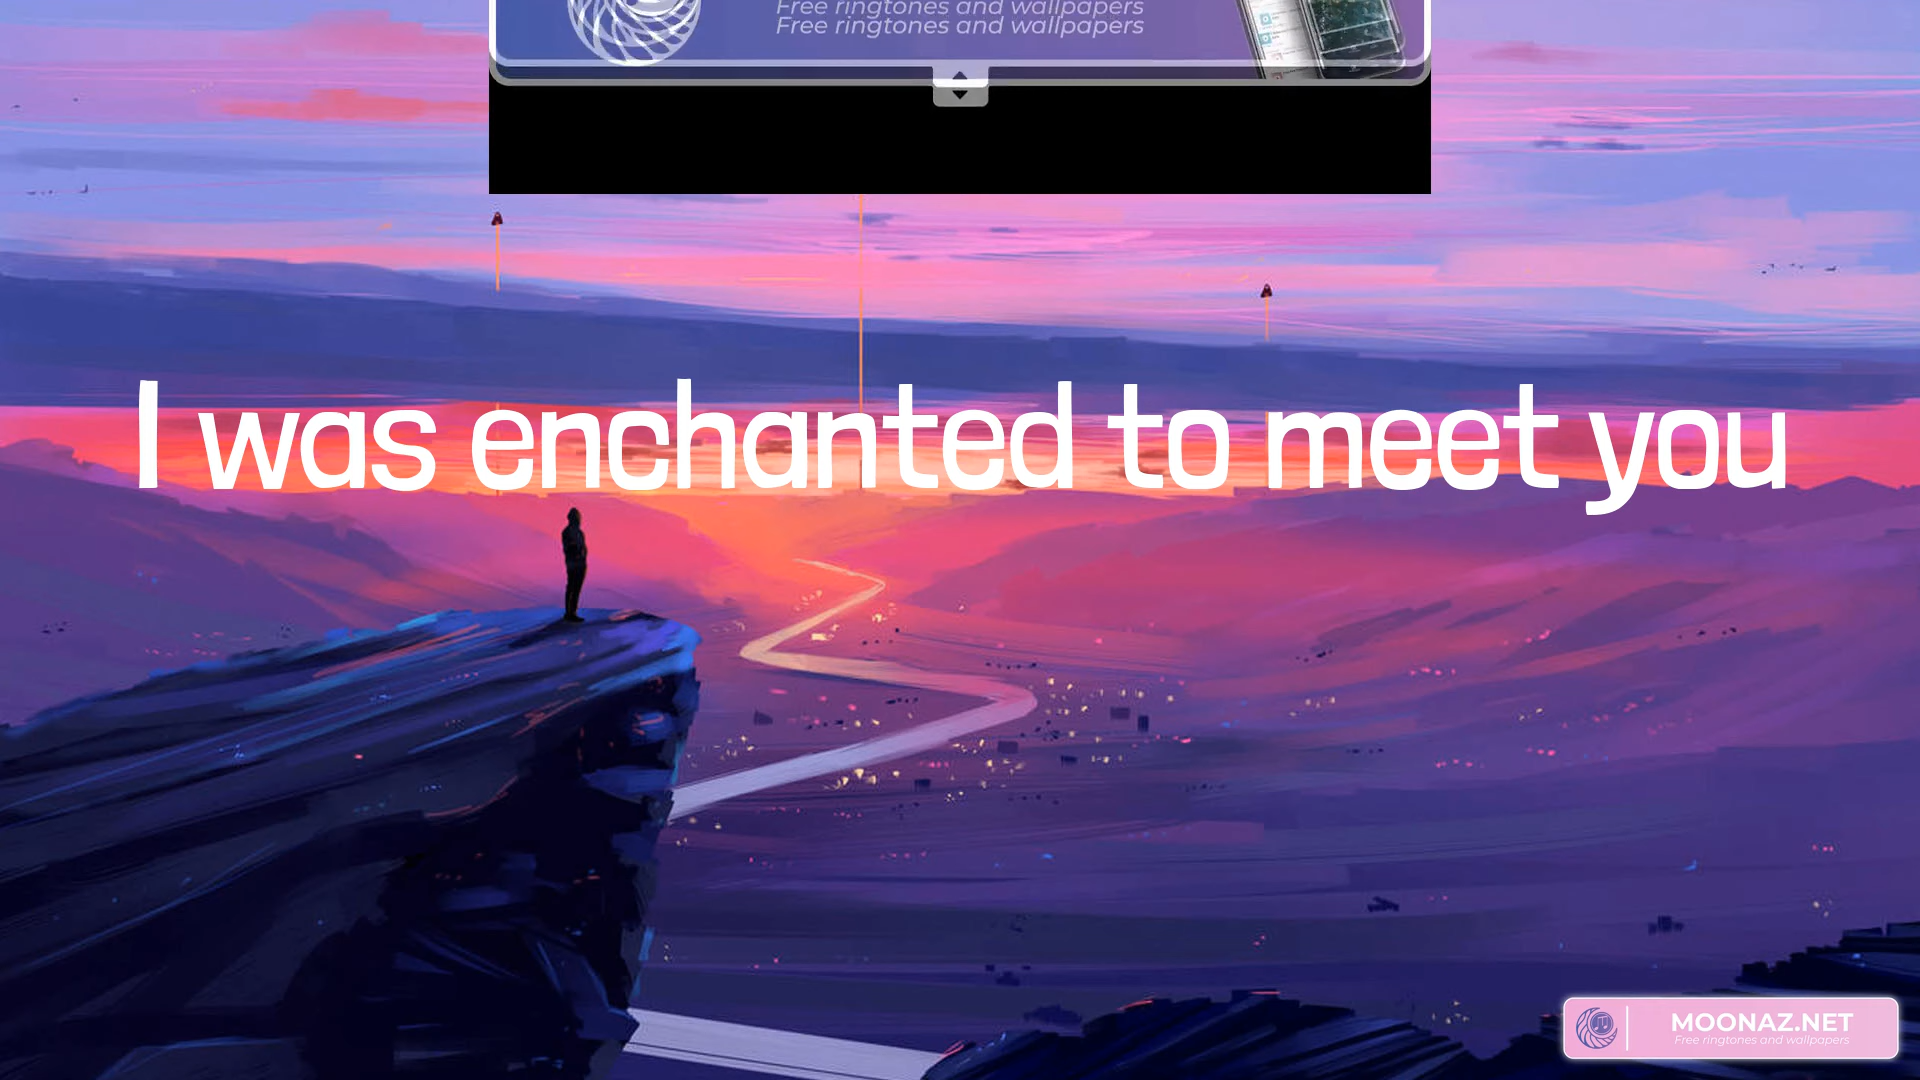 Free ringtones and wallpapers
Free ringtones and wallpapers
I was enchanted to meet you
MOONAZ.NET
Free ringtones and wallpapers